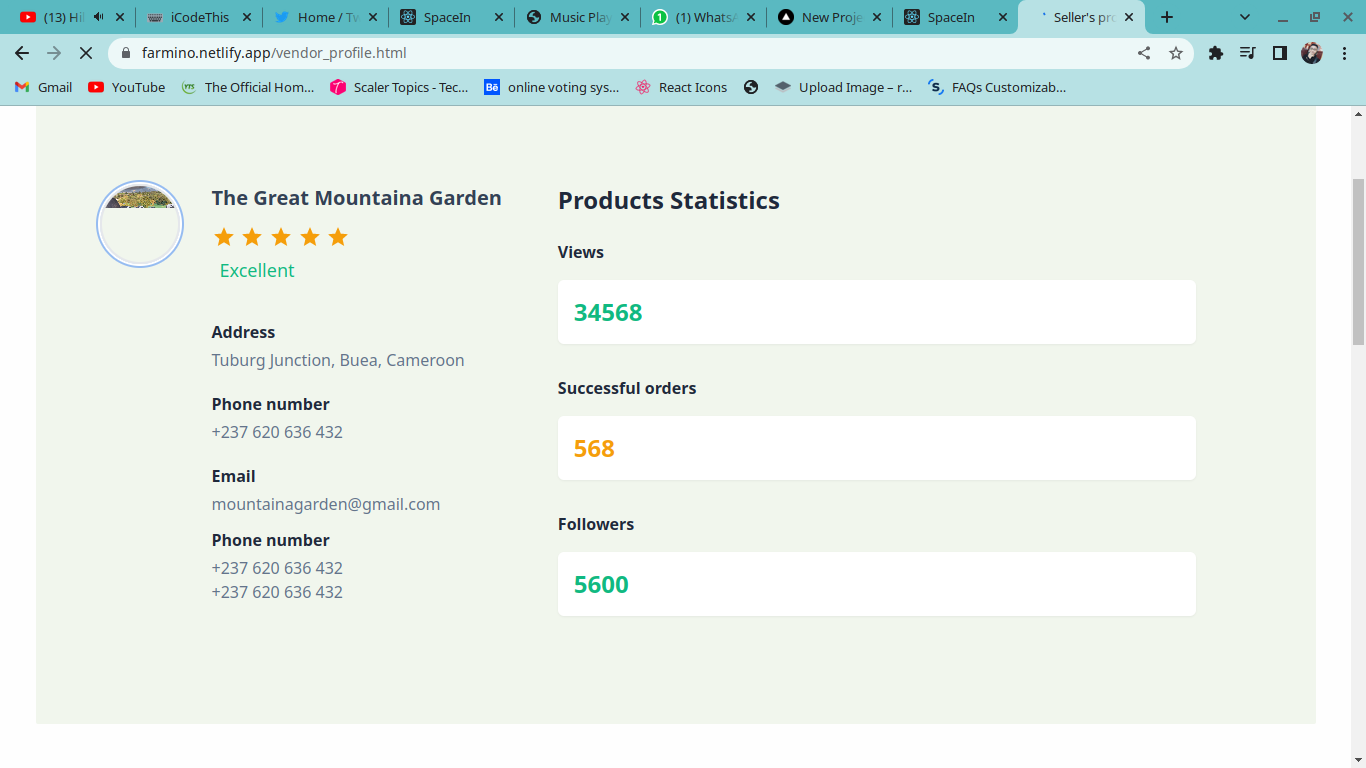 (13) Hil
iCodeThis
Home / Tw
SpaceIn
Music Play
(1) WhatsA
New Proje
SpaceIn
Seller's pro
farmino.netlify.app/vendor_profile.html
Gmail
YouTube
The Official Hom...
Scaler Topics - Tec...
Bē
online voting sys...
React Icons
Upload Image – r...
FAQs Customizab...
The Great Mountaina Garden
Excellent
Address
Tuburg Junction, Buea, Cameroon
Phone number
+237 620 636 432
Email
mountainagarden@gmail.com
Phone number
+237 620 636 432
+237 620 636 432
Products Statistics
Views
34568
Successful orders
568
Followers
5600